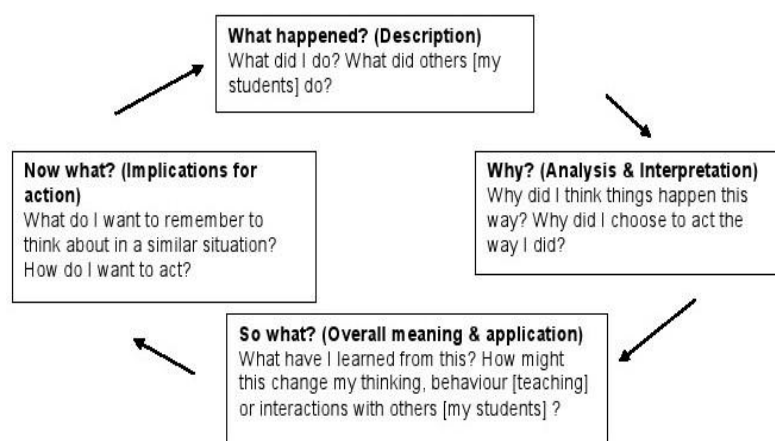 What happened? (Description)
What did I do? What did others [my
students] do?
Why? (Analysis & Interpretation)
Why did I think things happen this
way? Why did I choose to act the
way I did?
So what? (Overall meaning & application)
What have I learned from this? How might
this change my thinking, behaviour [teaching]
or interactions with others [my students] ?
Now what? (Implications for
action)
What do I want to remember to
think about in a similar situation?
How do I want to act?